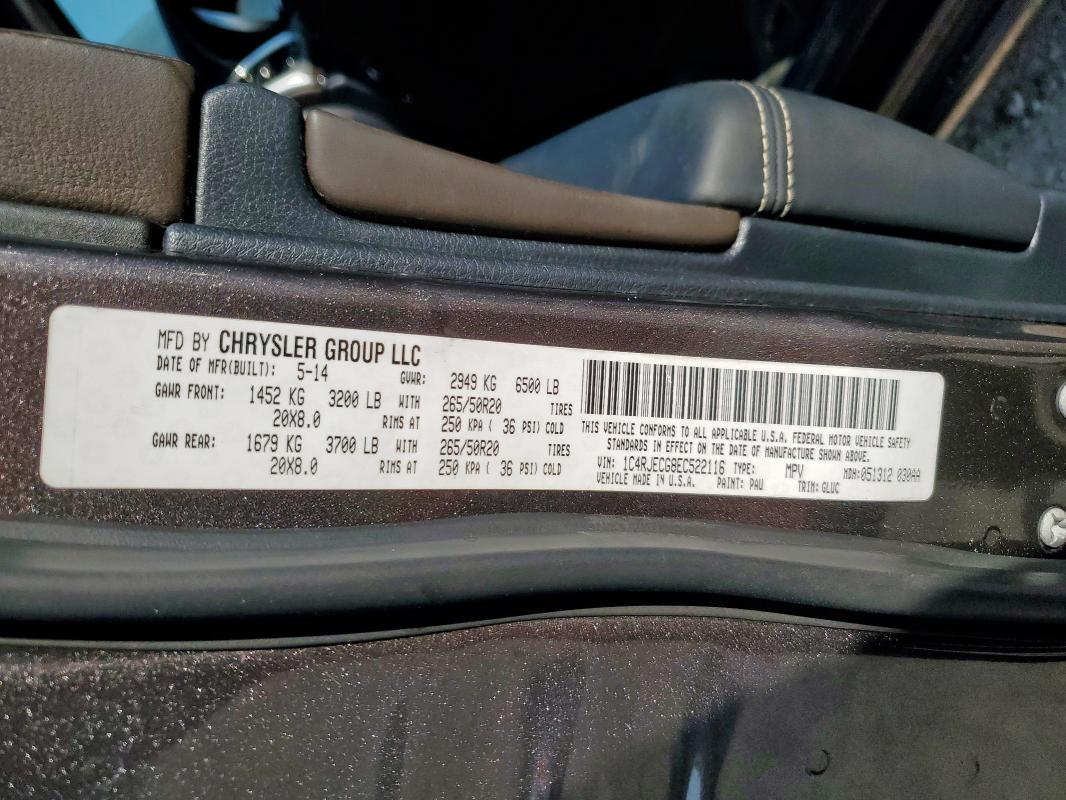 MFD BY CHRYSLER GROUP LLC
DATE OF MFR(BUILT): 5-14 GVWR: 2949 KG 6500 LB
GAWR FRONT: 1452 KG 3200 LB WITH 265/50R20 TIRES
20X8.0 RIMS AT 250 KPA ( 36 PSI) COLD
GAWR REAR: 1679 KG 3700 LB WITH 265/50R20 TIRES
20X8.0 RIMS AT 250 KPA ( 36 PSI) COLD
THIS VEHICLE CONFORMS TO ALL APPLICABLE U.S.A. FEDERAL MOTOR VEHICLE SAFETY
STANDARDS IN EFFECT ON THE DATE OF MANUFACTURE SHOWN ABOVE.
VIN: 1C4RJECG8EC522116 TYPE: MPV MDH:051312 030AA
VEHICLE MADE IN U.S.A. PAINT: PAU TRIM: GLUC